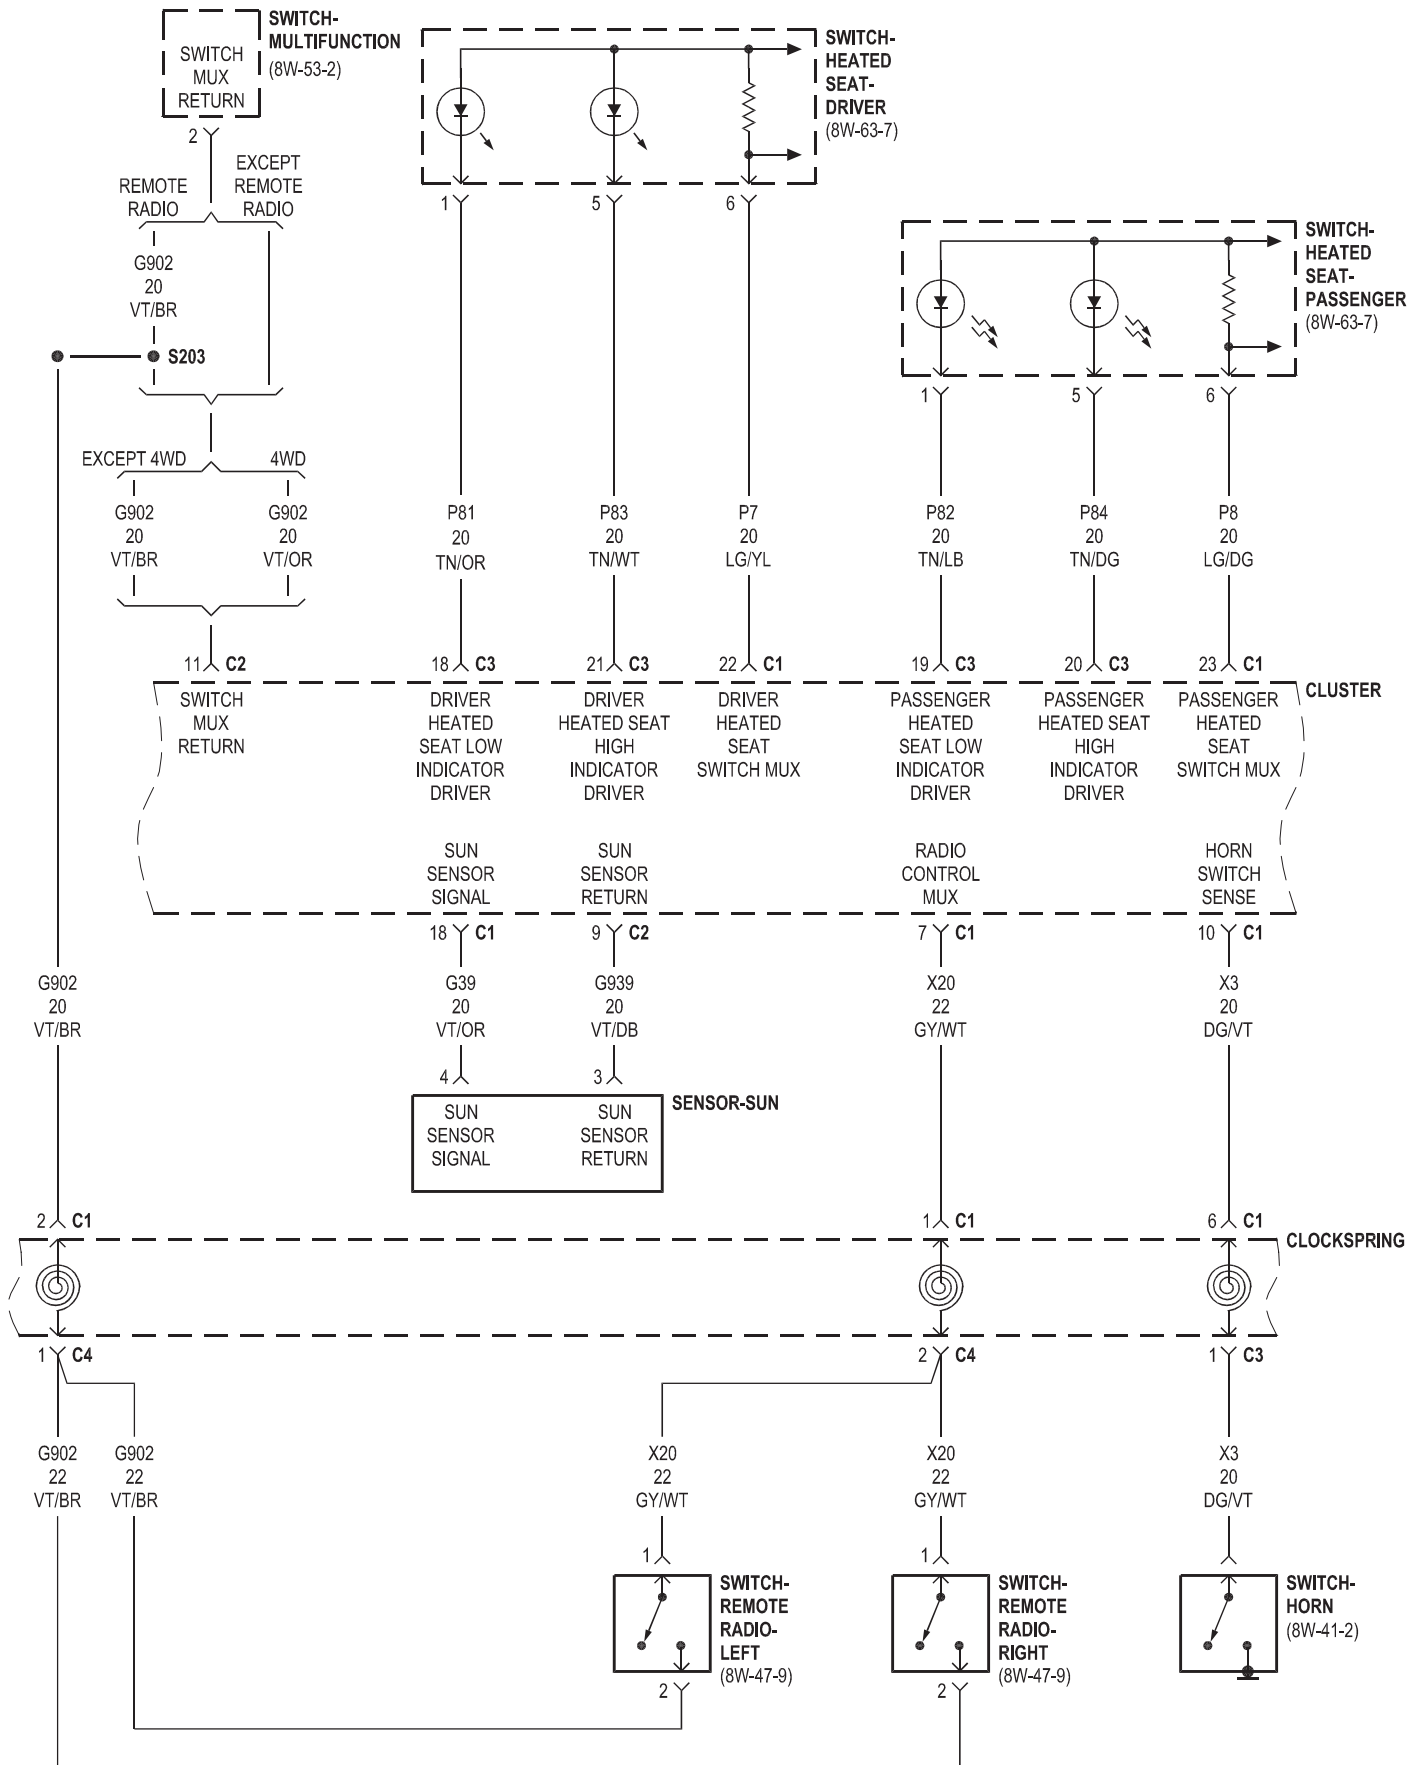 SWITCH-
MULTIFUNCTION
(8W-53-2)
SWITCH
MUX
RETURN
2
SWITCH-
HEATED
SEAT-
DRIVER
(8W-63-7)
1
5
6
REMOTE
RADIO
EXCEPT
REMOTE
RADIO
G902
20
VT/BR
S203
SWITCH-
HEATED
SEAT-
PASSENGER
(8W-63-7)
1
5
6
EXCEPT 4WD
4WD
G902
20
VT/BR
G902
20
VT/OR
P81
20
TN/OR
P83
20
TN/WT
P7
20
LG/YL
P82
20
TN/LB
P84
20
TN/DG
P8
20
LG/DG
11 C2
18 C3
21 C3
22 C1
19 C3
20 C3
23 C1
CLUSTER
SWITCH
MUX
RETURN
DRIVER
HEATED
SEAT LOW
INDICATOR
DRIVER
DRIVER
HEATED SEAT
HIGH
INDICATOR
DRIVER
DRIVER
HEATED
SEAT
SWITCH MUX
PASSENGER
HEATED
SEAT LOW
INDICATOR
DRIVER
PASSENGER
HEATED SEAT
HIGH
INDICATOR
DRIVER
PASSENGER
HEATED
SEAT
SWITCH MUX
SUN
SENSOR
SIGNAL
SUN
SENSOR
RETURN
RADIO
CONTROL
MUX
HORN
SWITCH
SENSE
18 C1
9 C2
7 C1
10 C1
G902
20
VT/BR
G39
20
VT/OR
G939
20
VT/DB
X20
22
GY/WT
X3
20
DG/VT
4
3
SENSOR-SUN
SUN
SENSOR
SIGNAL
SUN
SENSOR
RETURN
2 C1
1 C1
6 C1
CLOCKSPRING
1 C4
2 C4
1 C3
G902
22
VT/BR
G902
22
VT/BR
X20
22
GY/WT
X20
22
GY/WT
X3
20
DG/VT
1
1
SWITCH-
REMOTE
RADIO-
LEFT
(8W-47-9)
SWITCH-
REMOTE
RADIO-
RIGHT
(8W-47-9)
SWITCH-
HORN
(8W-41-2)
2
2